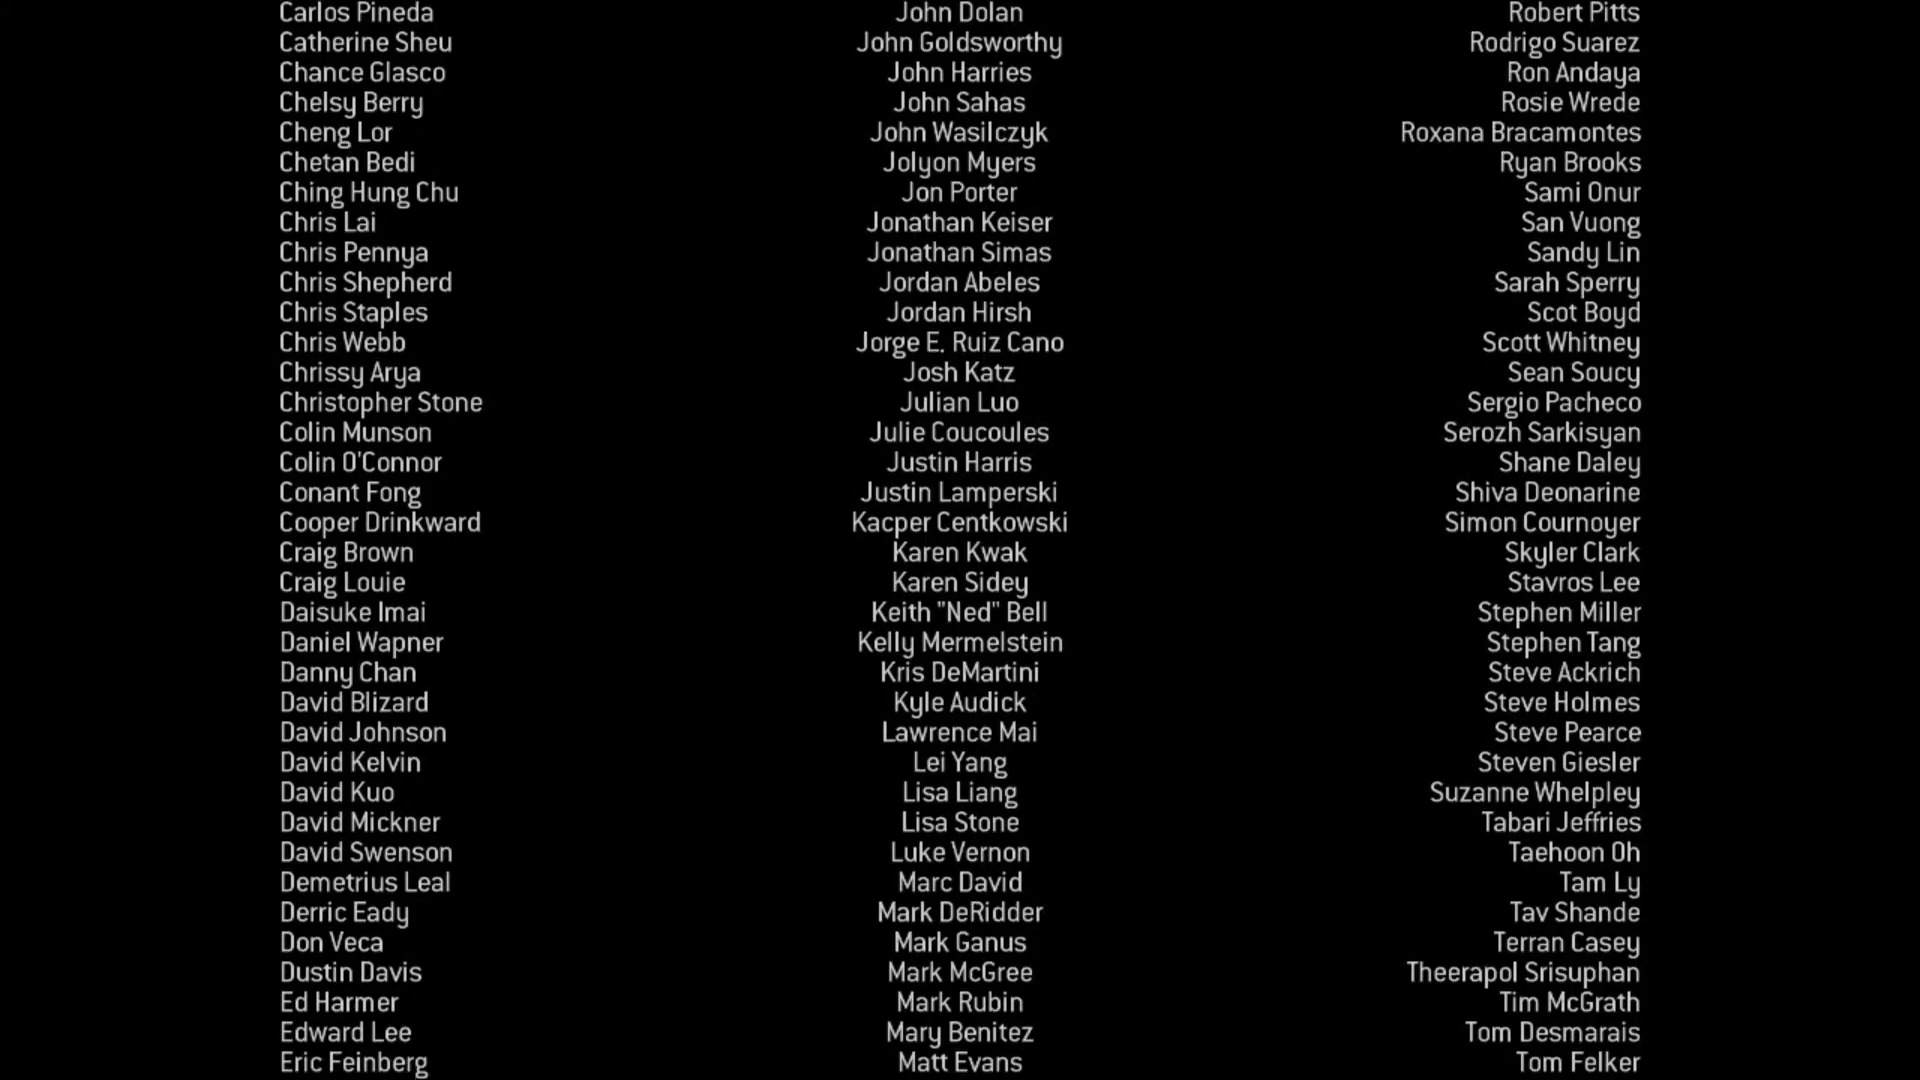 Carlos Pineda
Catherine Sheu
Chance Glasco
Chelsy Berry
Cheng Lor
Chetan Bedi
Ching Hung Chu
Chris Lai
Chris Pennya
Chris Shepherd
Chris Staples
Chris Webb
Chrissy Arya
Christopher Stone
Colin Munson
Colin O'Connor
Conant Fong
Cooper Drinkward
Craig Brown
Craig Louie
Daisuke Imai
Daniel Wapner
Danny Chan
David Blizard
David Johnson
David Kelvin
David Kuo
David Mickner
David Swenson
Demetrius Leal
Derric Eady
Don Veca
Dustin Davis
Ed Harmer
Edward Lee
Eric Feinberg
John Dolan
John Goldsworthy
John Harries
John Sahas
John Wasilczyk
Jolyon Myers
Jon Porter
Jonathan Keiser
Jonathan Simas
Jordan Abeles
Jordan Hirsh
Jorge E. Ruiz Cano
Josh Katz
Julian Luo
Julie Coucoules
Justin Harris
Justin Lamperski
Kacper Centkowski
Karen Kwak
Karen Sidey
Keith "Ned" Bell
Kelly Mermelstein
Kris DeMartini
Kyle Audick
Lawrence Mai
Lei Yang
Lisa Liang
Lisa Stone
Luke Vernon
Marc David
Mark DeRidder
Mark Ganus
Mark McGree
Mark Rubin
Mary Benitez
Matt Evans
Robert Pitts
Rodrigo Suarez
Ron Andaya
Rosie Wrede
Roxana Bracamontes
Ryan Brooks
Sami Onur
San Vuong
Sandy Lin
Sarah Sperry
Scot Boyd
Scott Whitney
Sean Soucy
Sergio Pacheco
Serozh Sarkisyan
Shane Daley
Shiva Deonarine
Simon Cournoyer
Skyler Clark
Stavros Lee
Stephen Miller
Stephen Tang
Steve Ackrich
Steve Holmes
Steve Pearce
Steven Giesler
Suzanne Whelpley
Tabari Jeffries
Taehoon Oh
Tam Ly
Tav Shande
Terran Casey
Theerapol Srisuphan
Tim McGrath
Tom Desmarais
Tom Felker